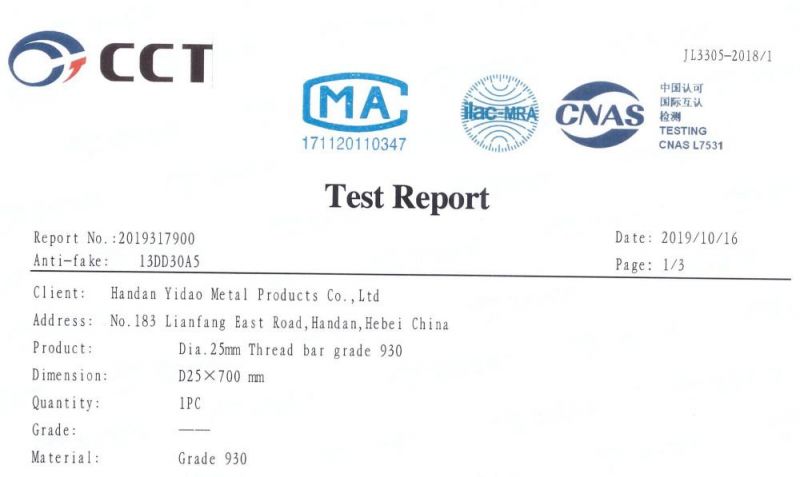 CCT
JL3305-2018/1
MA
171120110347
ilac-MRA
CNAS
中国认可
国际互认
检测
TESTING
CNAS L7531
Test Report
Report No.:2019317900
Date: 2019/10/16
Anti-fake: 13DD30A5
Page: 1/3
Client: Handan Yidao Metal Products Co.,Ltd
Address: No.183 Lianfang East Road,Handan,Hebei China
Product: Dia.25mm Thread bar grade 930
Dimension: D25×700 mm
Quantity: 1PC
Grade: ——
Material: Grade 930